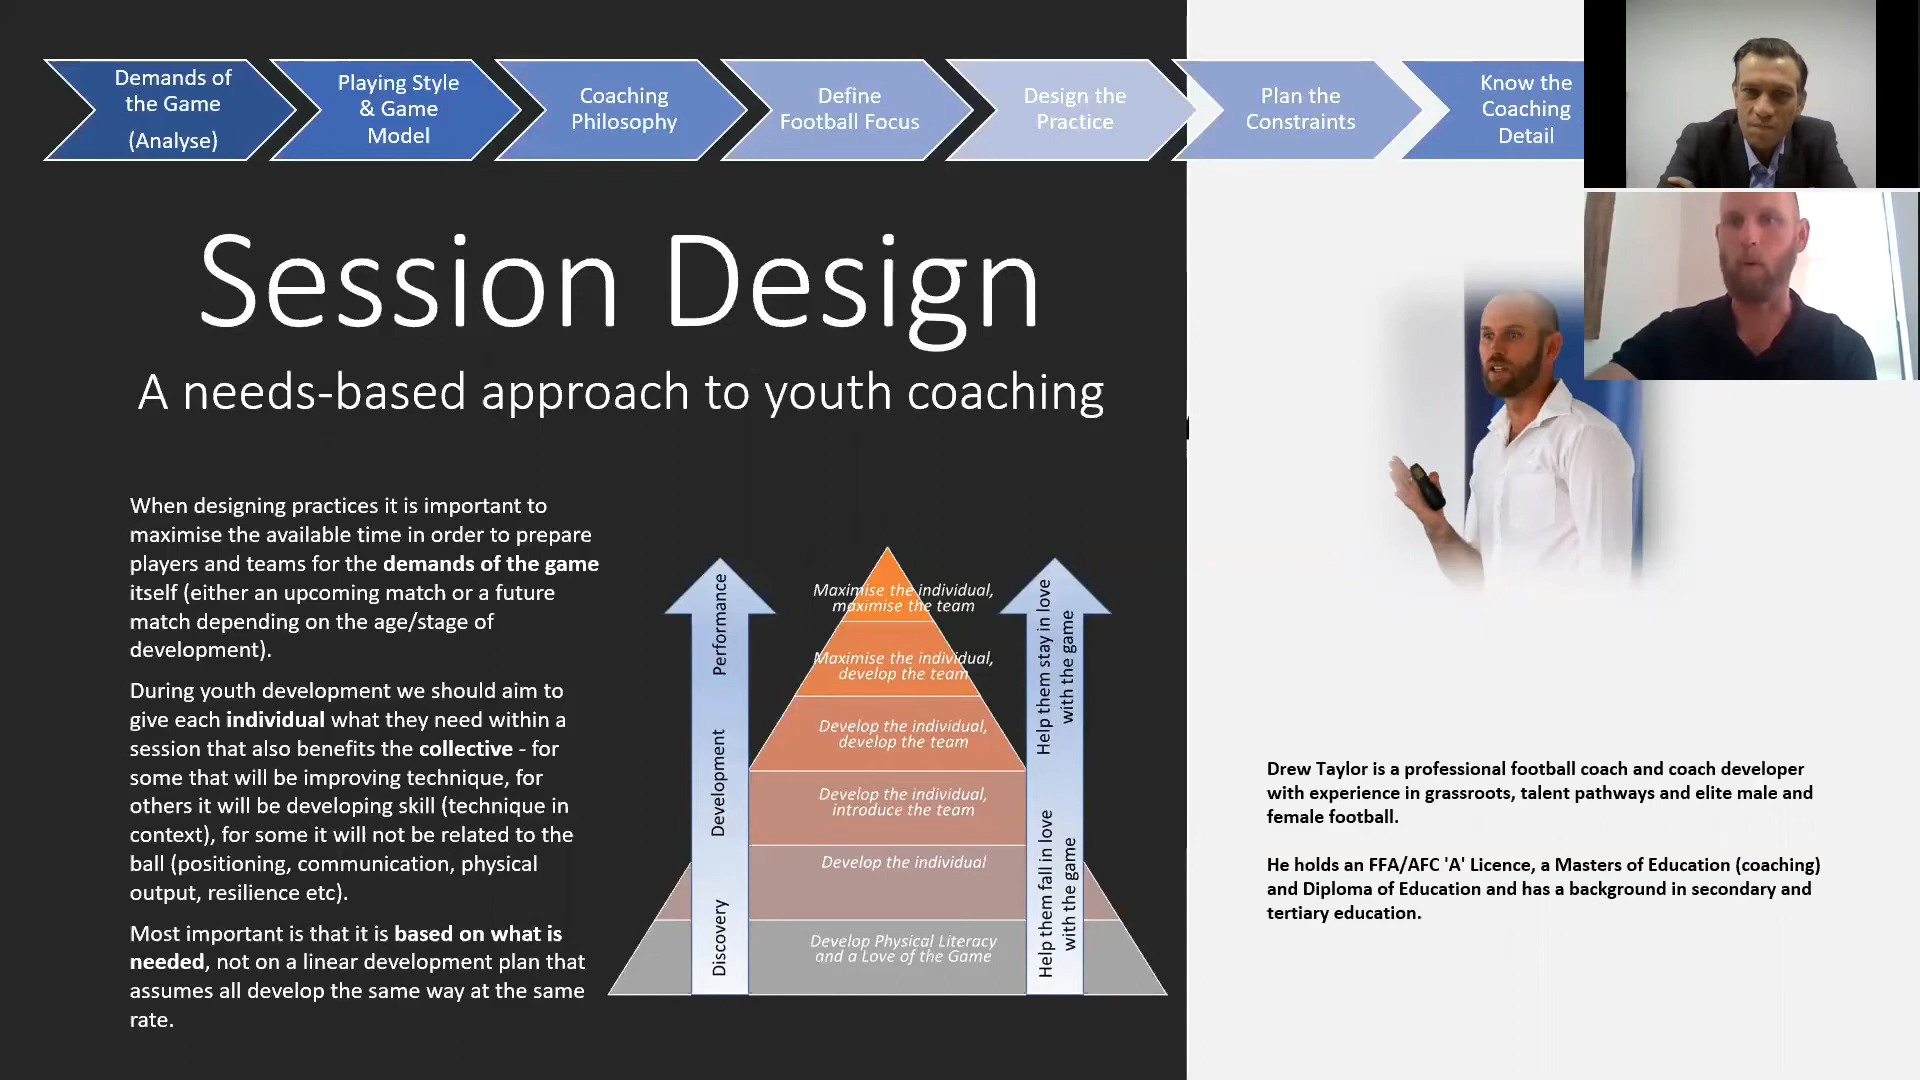 Demands of
the Game
(Analyse)
Playing Style
& Game
Model
Coaching
Philosophy
Define
Football Focus
Design the
Practice
Plan the
Constraints
Know the
Coaching
Detail
Session Design
A needs-based approach to youth coaching
When designing practices it is important to
maximise the available time in order to prepare
players and teams for the demands of the game
itself (either an upcoming match or a future
match depending on the age/stage of
development).
During youth development we should aim to
give each individual what they need within a
session that also benefits the collective - for
some that will be improving technique, for
others it will be developing skill (technique in
context), for some it will not be related to the
ball (positioning, communication, physical
output, resilience etc).
Most important is that it is based on what is
needed, not on a linear development plan that
assumes all develop the same way at the same
rate.
Performance
Development
Discovery
Maximise the individual,
maximise the team
Maximise the individual,
develop the team
Develop the individual,
develop the team
Develop the individual,
introduce the team
Develop the individual
Develop Physical Literacy
and a Love of the Game
Help them stay in love
with the game
Help them fall in love
with the game
Drew Taylor is a professional football coach and coach developer
with experience in grassroots, talent pathways and elite male and
female football.
He holds an FFA/AFC 'A' Licence, a Masters of Education (coaching)
and Diploma of Education and has a background in secondary and
tertiary education.